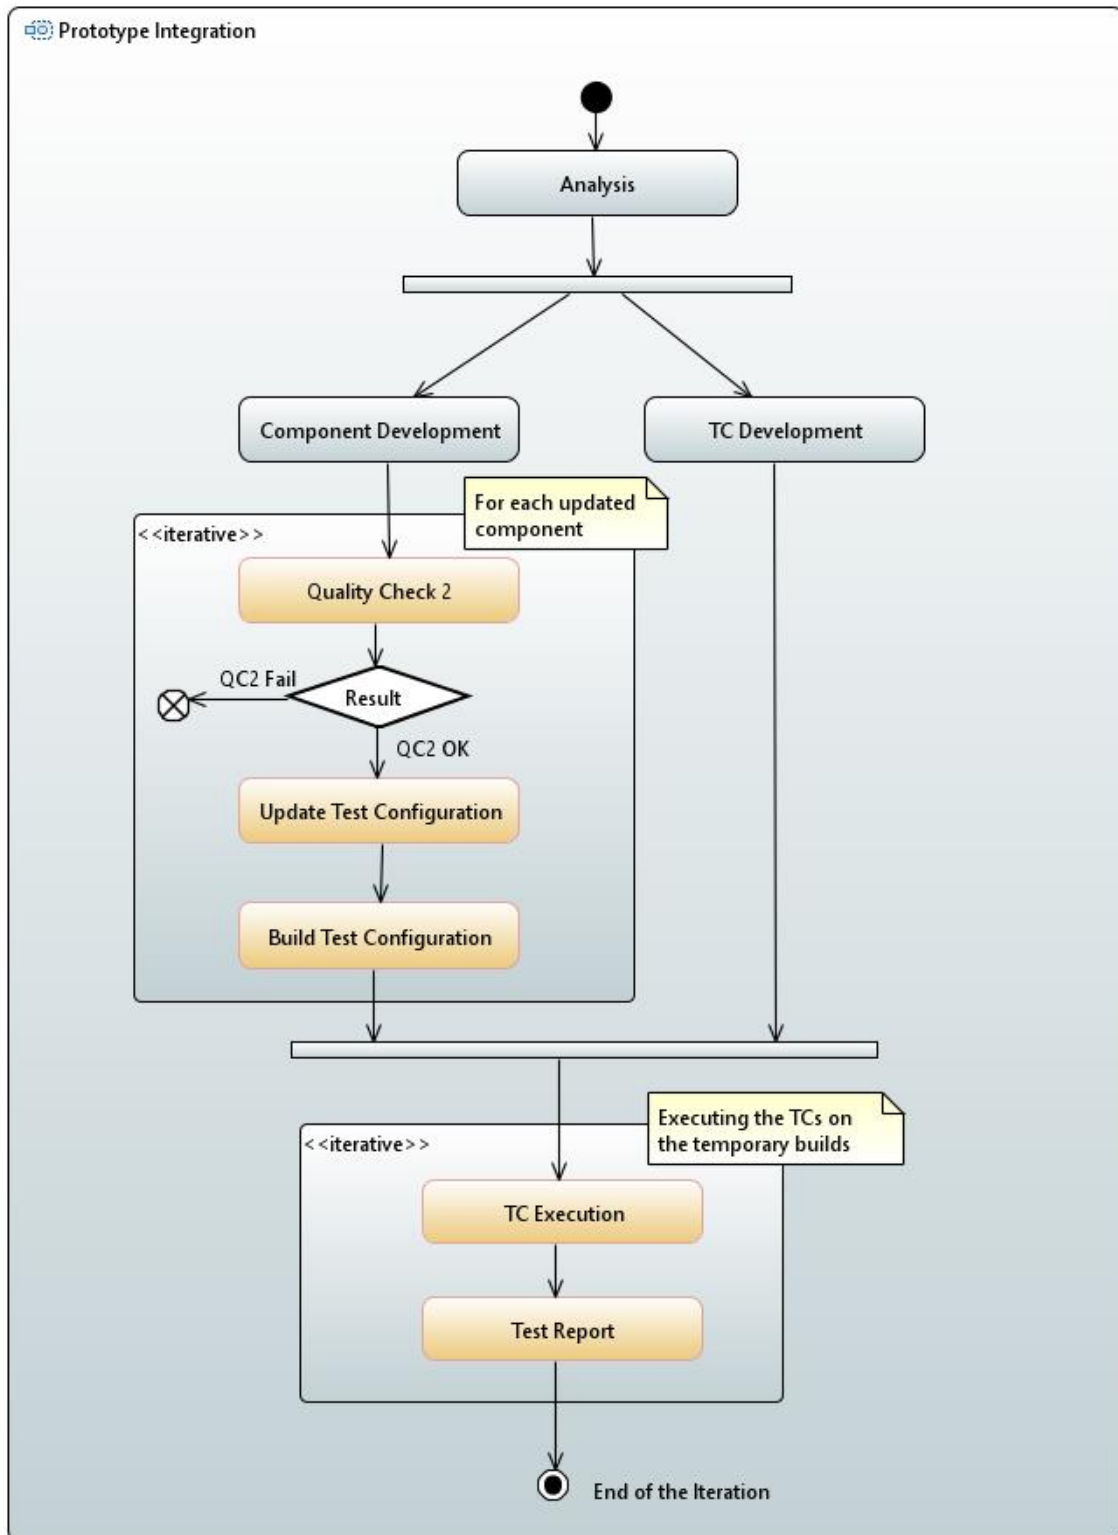 Prototype Integration
Analysis
Component Development
TC Development
For each updated
component
<<iterative>>
Quality Check 2
QC2 Fail
Result
QC2 OK
Update Test Configuration
Build Test Configuration
Executing the TCs on
the temporary builds
<<iterative>>
TC Execution
Test Report
End of the Iteration